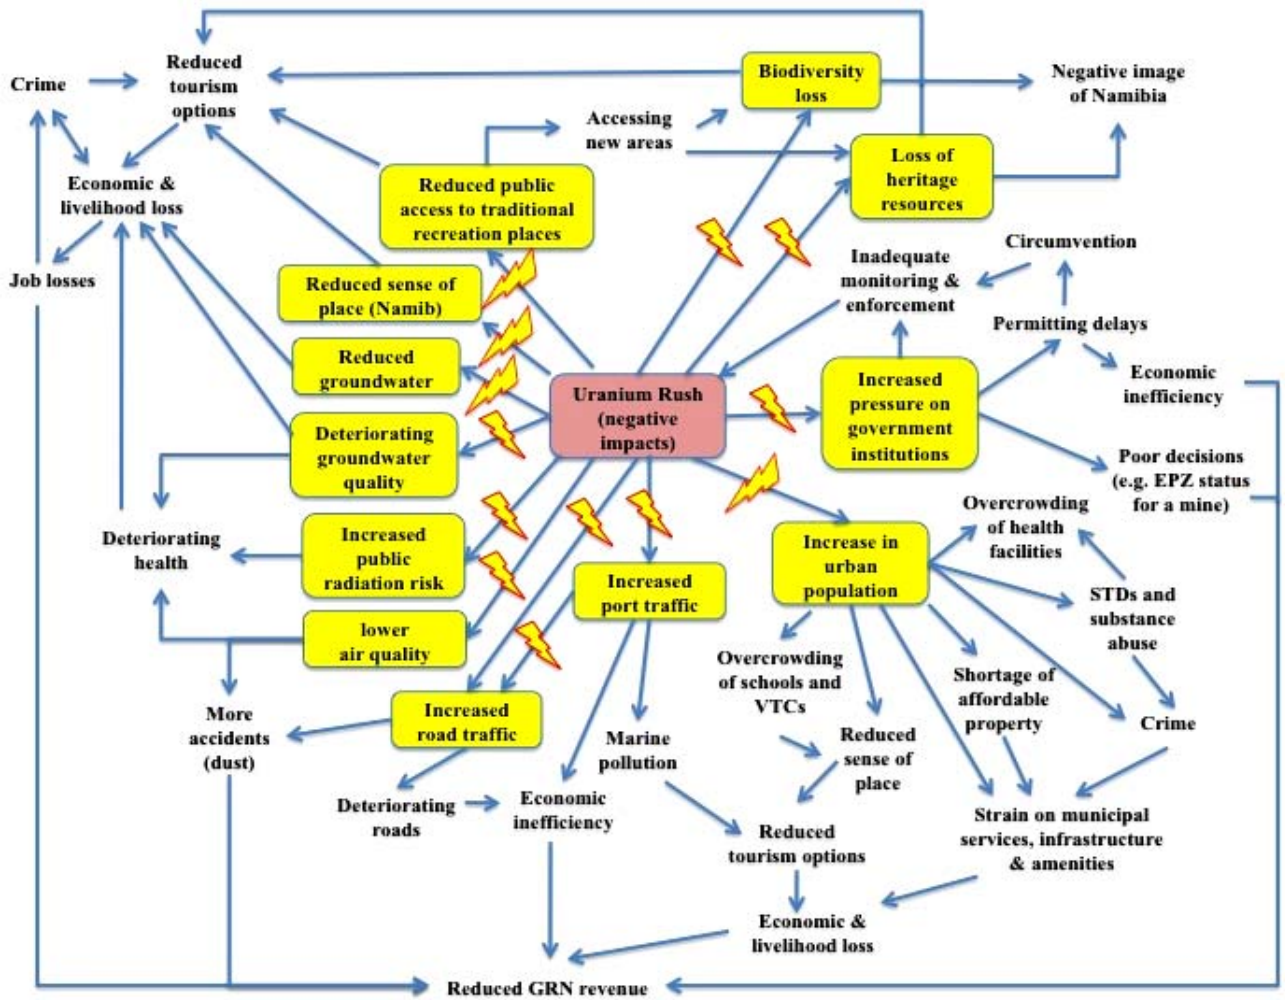 Crime
Reduced
tourism
options
Biodiversity
loss
Negative image
of Namibia
Accessing
new areas
Loss of
heritage
resources
Economic &
livelihood loss
Reduced public
access to traditional
recreation places
Job losses
Reduced sense of
place (Namib)
Inadequate
monitoring &
enforcement
Circumvention
Permitting delays
Reduced
groundwater
Uranium Rush
(negative
impacts)
Increased
pressure on
government
institutions
Economic
inefficiency
Deteriorating
groundwater
quality
Poor decisions
(e.g. EPZ status
for a mine)
Overcrowding
of health
facilities
Deteriorating
health
Increased
public
radiation risk
Increased
port traffic
Increase in
urban
population
STDs and
substance
abuse
lower
air quality
Overcrowding
of schools and
VTCs
Shortage of
affordable
property
Crime
More
accidents
(dust)
Increased
road traffic
Marine
pollution
Reduced
sense of
place
Deteriorating
roads
Economic
inefficiency
Reduced
tourism options
Strain on municipal
services, infrastructure
& amenities
Economic &
livelihood loss
Reduced GRN revenue